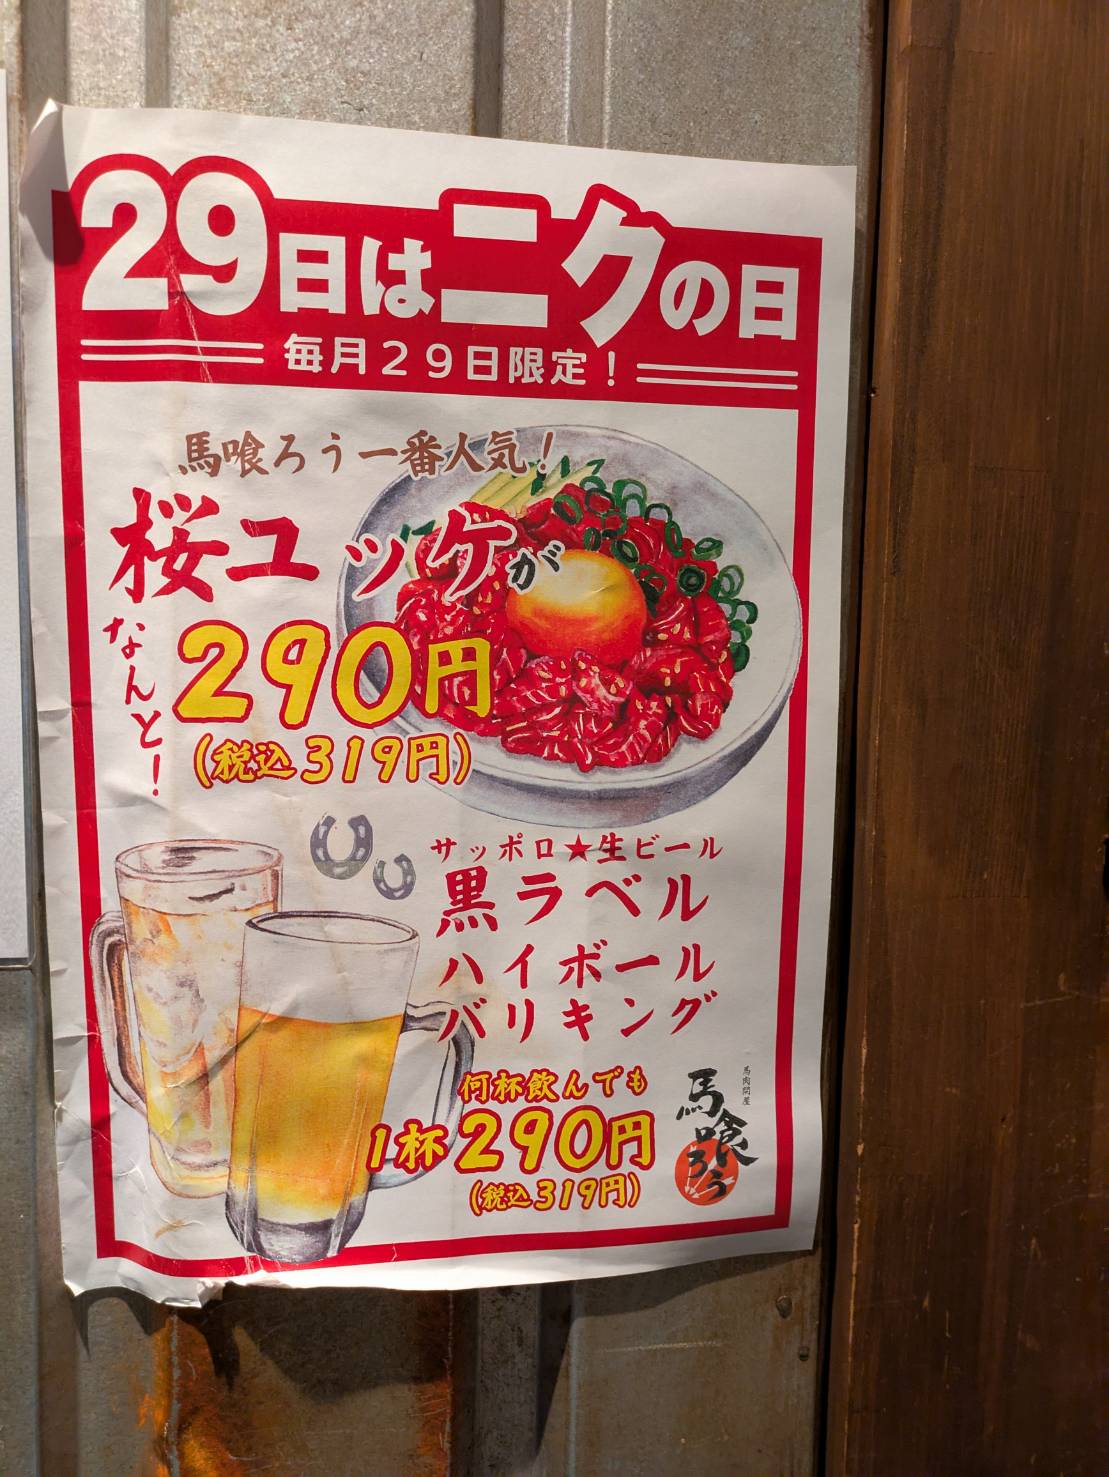 29日はニクの日
毎月29日限定！
馬喰ろう一番人気！
桜ユッケが
なんと！
290円
(税込319円)
サッポロ★生ビール
黒ラベル
ハイボール
バリキング
何杯飲んでも
1杯290円
(税込319円)
馬肉問屋
馬喰ろう